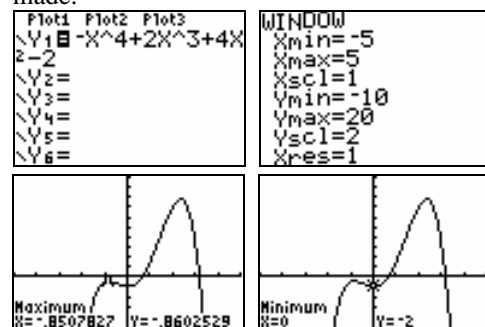 made.
Plot1 Plot2 Plot3
\Y1=-X^4+2X^3+4X
²-2
\Y2=
\Y3=
\Y4=
\Y5=
\Y6=
WINDOW
Xmin=-5
Xmax=5
Xscl=1
Ymin=-10
Ymax=20
Yscl=2
Xres=1
Maximum
X=-.8507827 Y=-.8602529
Minimum
X=0 Y=-2